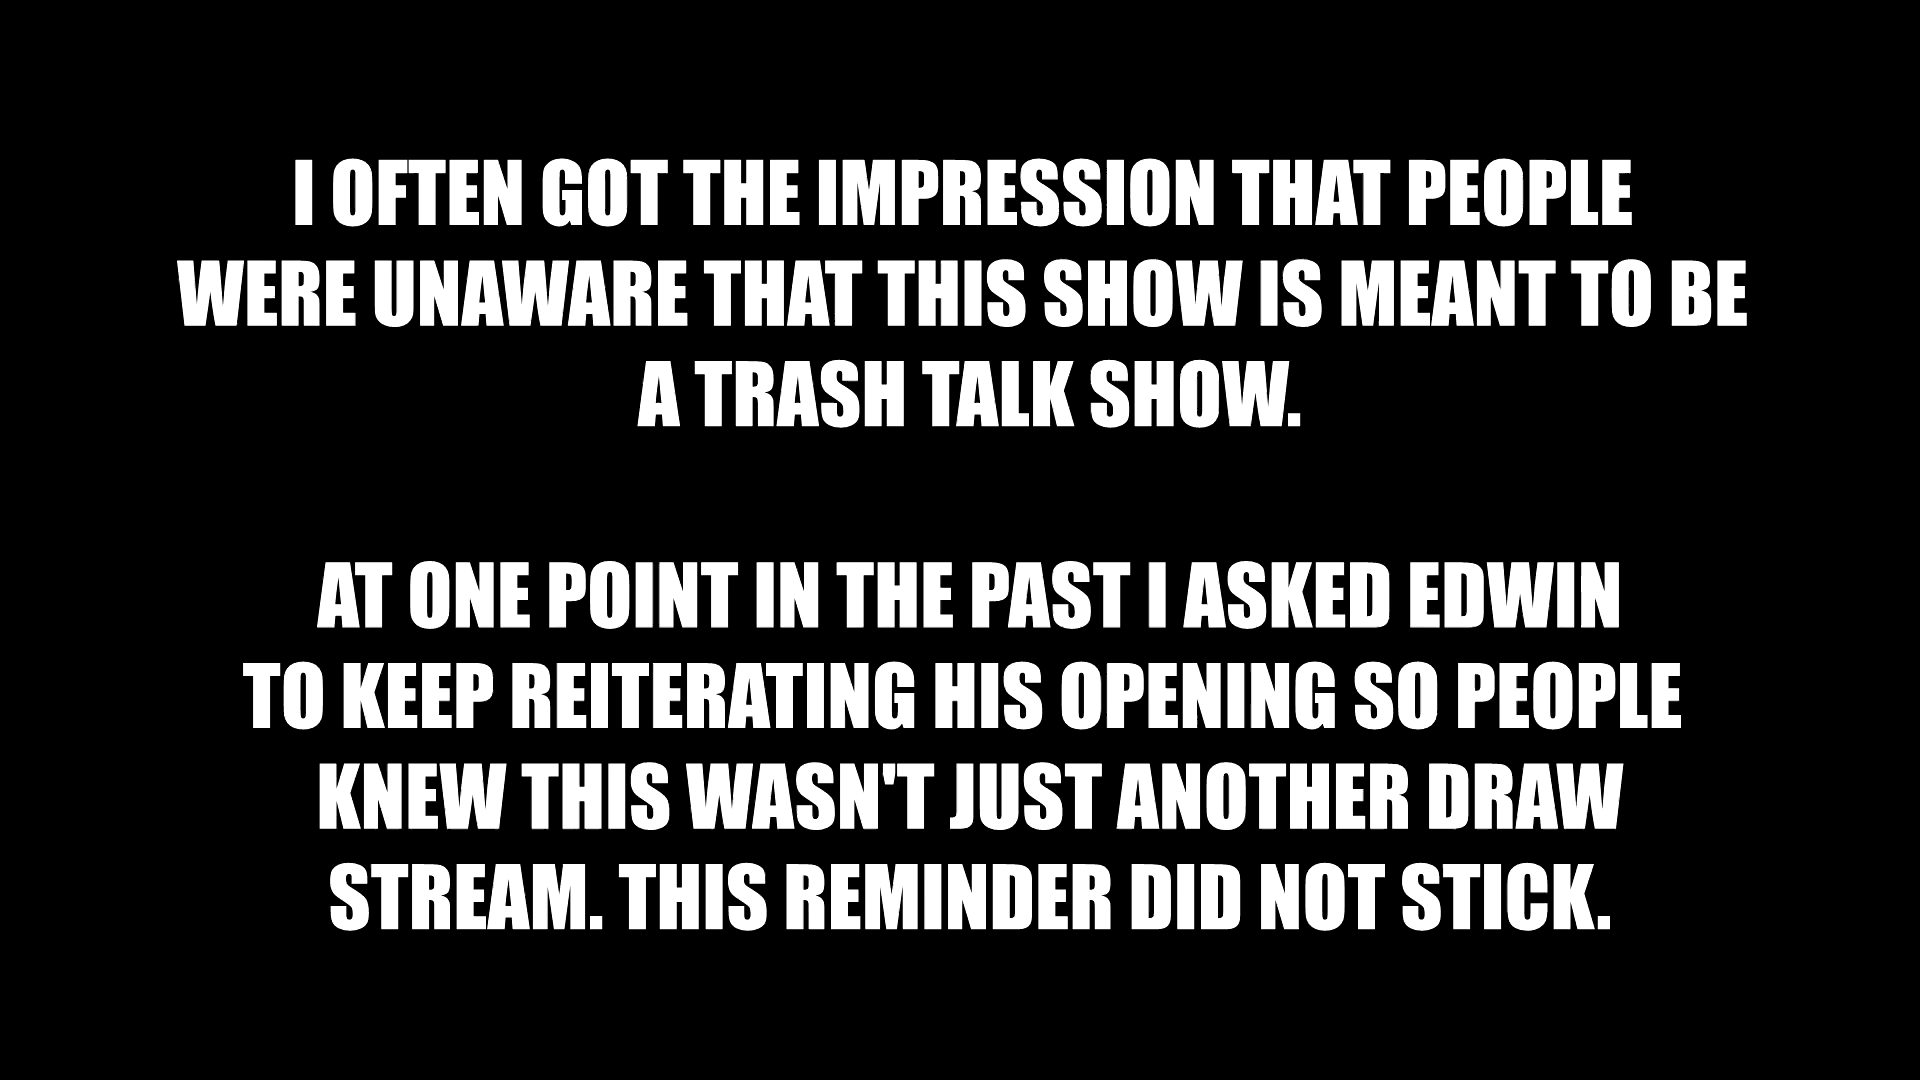 I OFTEN GOT THE IMPRESSION THAT PEOPLE
WERE UNAWARE THAT THIS SHOW IS MEANT TO BE
A TRASH TALK SHOW.
AT ONE POINT IN THE PAST I ASKED EDWIN
TO KEEP REITERATING HIS OPENING SO PEOPLE
KNEW THIS WASN'T JUST ANOTHER DRAW
STREAM. THIS REMINDER DID NOT STICK.